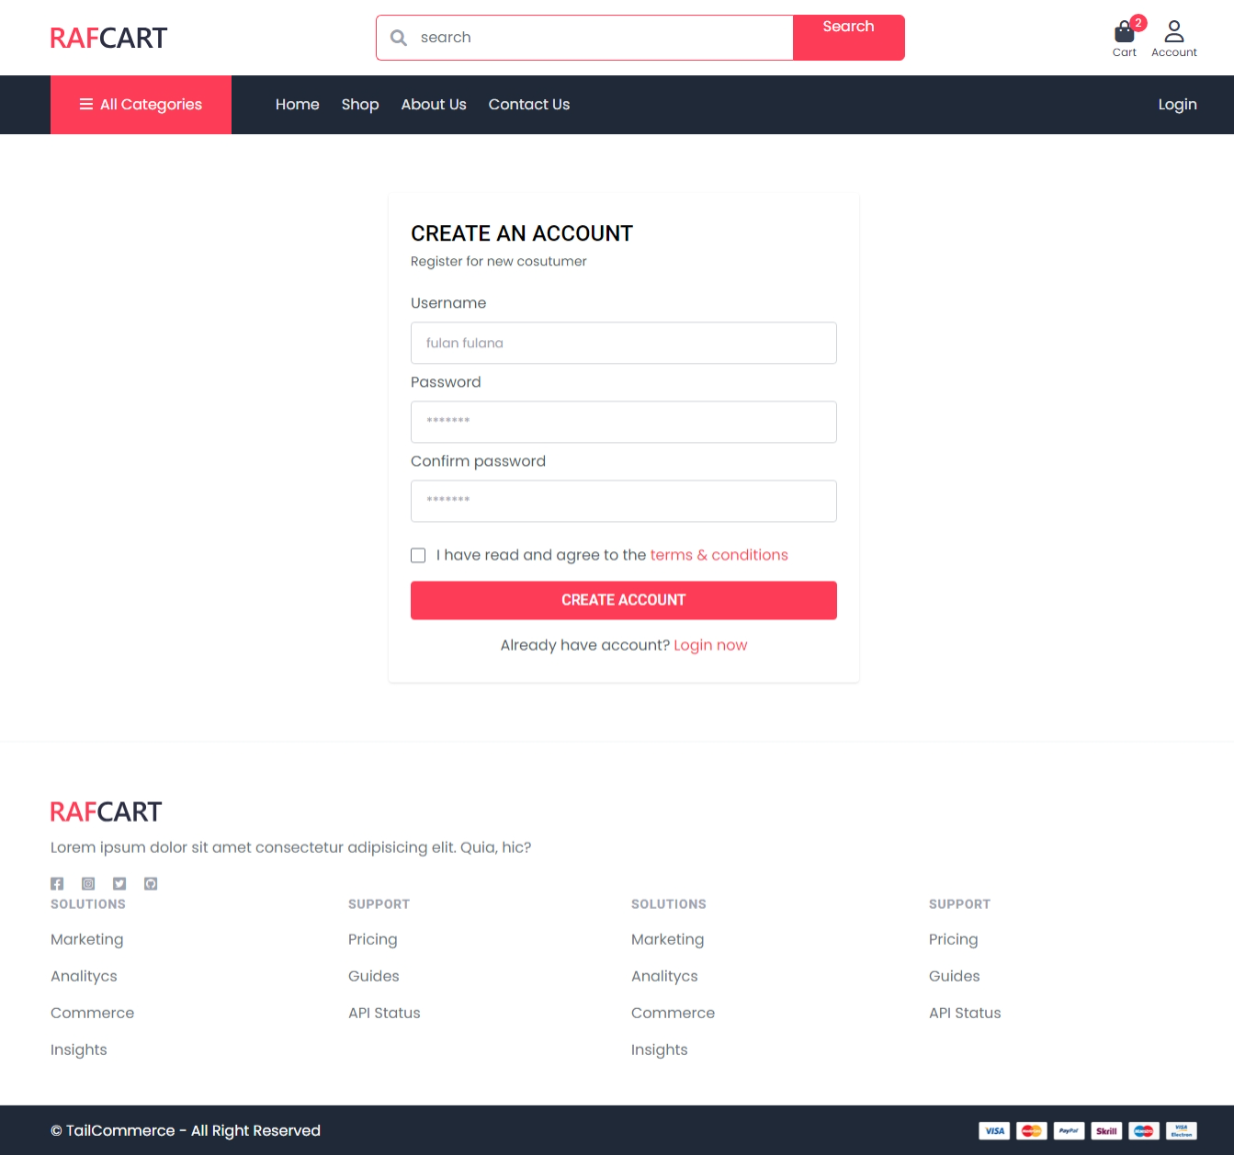 RAFCART
search
Search
2
Cart
Account
All Categories
Home
Shop
About Us
Contact Us
Login
CREATE AN ACCOUNT
Register for new cosutumer
Username
fulan fulana
Password
*******
Confirm password
*******
I have read and agree to the terms & conditions
CREATE ACCOUNT
Already have account? Login now
RAFCART
Lorem ipsum dolor sit amet consectetur adipisicing elit. Quia, hic?
SOLUTIONS
Marketing
Analitycs
Commerce
Insights
SUPPORT
Pricing
Guides
API Status
SOLUTIONS
Marketing
Analitycs
Commerce
Insights
SUPPORT
Pricing
Guides
API Status
© TailCommerce - All Right Reserved
VISA
PayPal
Skrill
VISA
Electron